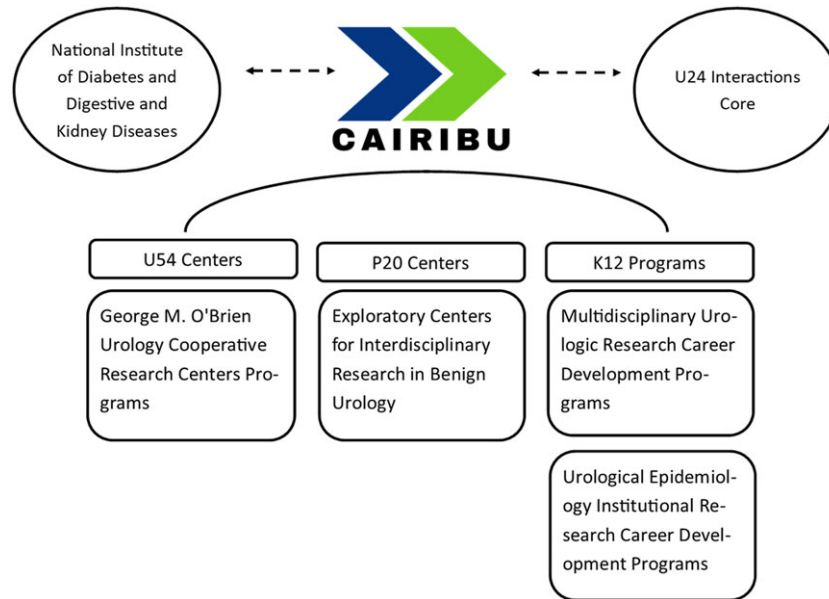 National Institute
of Diabetes and
Digestive and
Kidney Diseases
CAIRIBU
U24 Interactions
Core
U54 Centers
George M. O'Brien
Urology Cooperative
Research Centers Pro-
grams
P20 Centers
Exploratory Centers
for Interdisciplinary
Research in Benign
Urology
K12 Programs
Multidisciplinary Uro-
logic Research Career
Development Pro-
grams
Urological Epidemiol-
ogy Institutional Re-
search Career Devel-
opment Programs